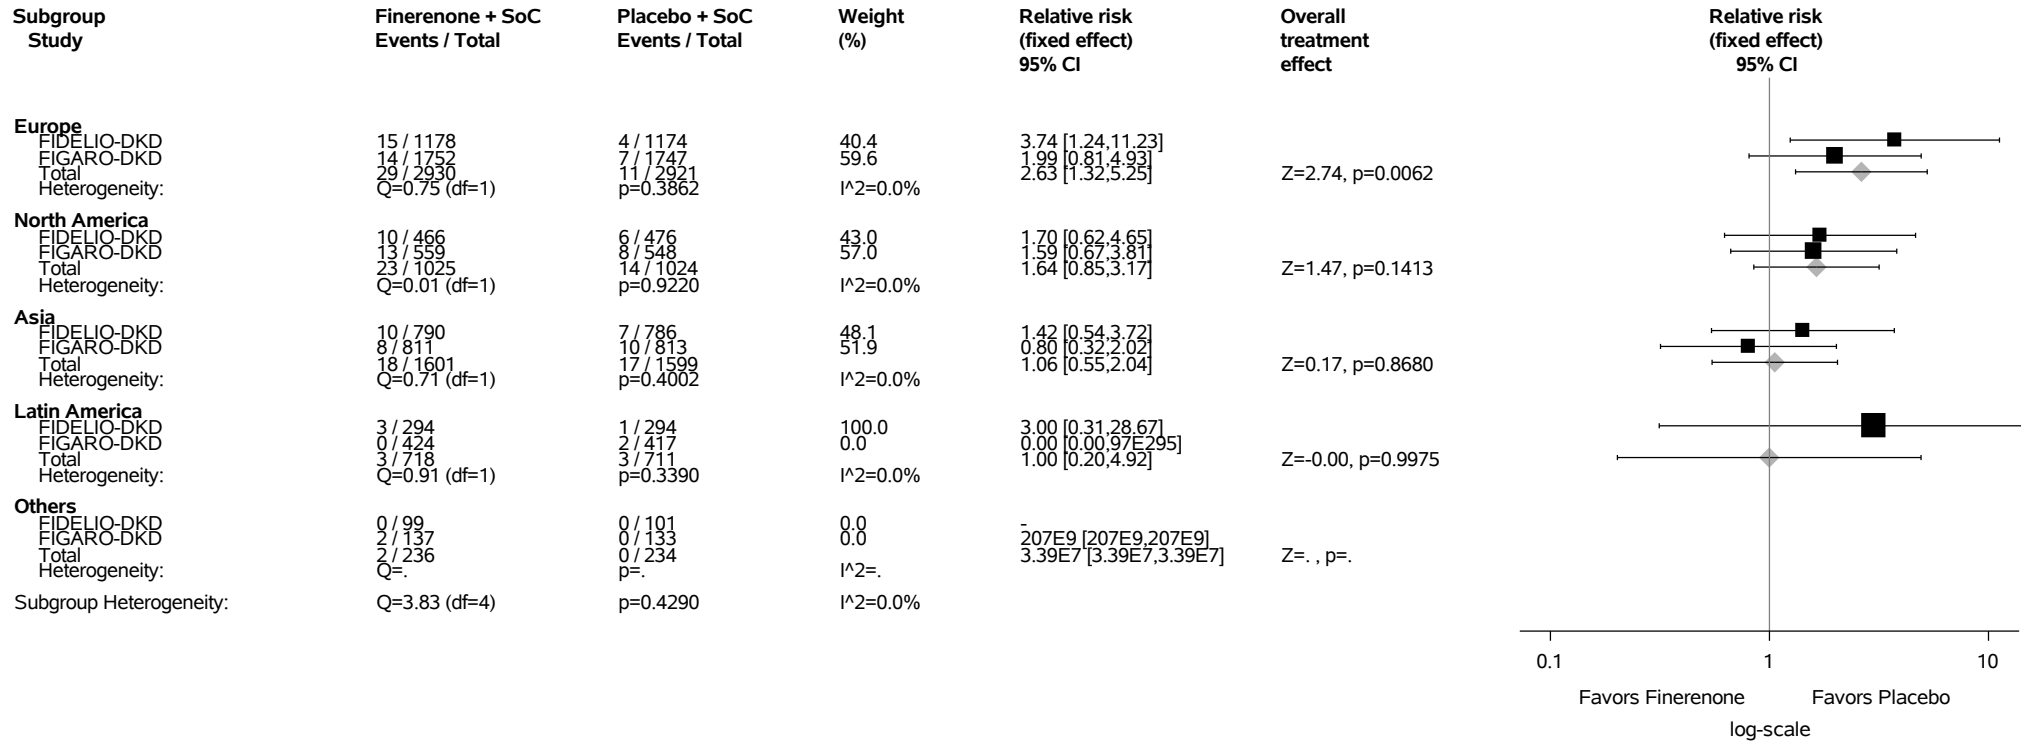 Subgroup Finerenone + SoC Placebo + SoC Weight Relative risk Overall Relative risk
Study Events / Total Events / Total (%) (fixed effect) treatment (fixed effect)
95% CI effect 95% CI
Europe
FIDELIO-DKD 15 / 1178 4 / 1174 40.4 3.74 [1.24,11.23]
FIGARO-DKD 14 / 1752 7 / 1747 59.6 1.99 [0.81,4.93]
Total 29 / 2930 11 / 2921 2.63 [1.32,5.25] Z=2.74, p=0.0062
Heterogeneity: Q=0.75 (df=1) p=0.3862 I^2=0.0%
North America
FIDELIO-DKD 10 / 466 6 / 476 43.0 1.70 [0.62,4.65]
FIGARO-DKD 13 / 559 8 / 548 57.0 1.59 [0.67,3.81]
Total 23 / 1025 14 / 1024 1.64 [0.85,3.17] Z=1.47, p=0.1413
Heterogeneity: Q=0.01 (df=1) p=0.9220 I^2=0.0%
Asia
FIDELIO-DKD 10 / 790 7 / 786 48.1 1.42 [0.54,3.72]
FIGARO-DKD 8 / 811 10 / 813 51.9 0.80 [0.32,2.02]
Total 18 / 1601 17 / 1599 1.06 [0.55,2.04] Z=0.17, p=0.8680
Heterogeneity: Q=0.71 (df=1) p=0.4002 I^2=0.0%
Latin America
FIDELIO-DKD 3 / 294 1 / 294 100.0 3.00 [0.31,28.67]
FIGARO-DKD 0 / 424 2 / 417 0.0 0.00 [0.00,97E295]
Total 3 / 718 3 / 711 1.00 [0.20,4.92] Z=-0.00, p=0.9975
Heterogeneity: Q=0.91 (df=1) p=0.3390 I^2=0.0%
Others
FIDELIO-DKD 0 / 99 0 / 101 0.0 -
FIGARO-DKD 2 / 137 0 / 133 0.0 207E9 [207E9,207E9]
Total 2 / 236 0 / 234 3.39E7 [3.39E7,3.39E7] Z=. , p=.
Heterogeneity: Q=. p=. I^2=.
Subgroup Heterogeneity: Q=3.83 (df=4) p=0.4290 I^2=0.0%
0.1 1 10
Favors Finerenone Favors Placebo
log-scale